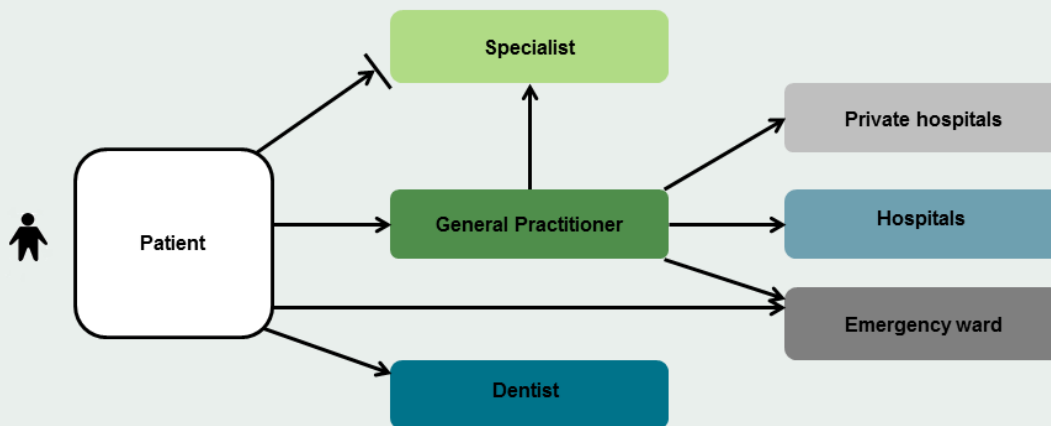 Specialist
Private hospitals
General Practitioner
Hospitals
Patient
Emergency ward
Dentist